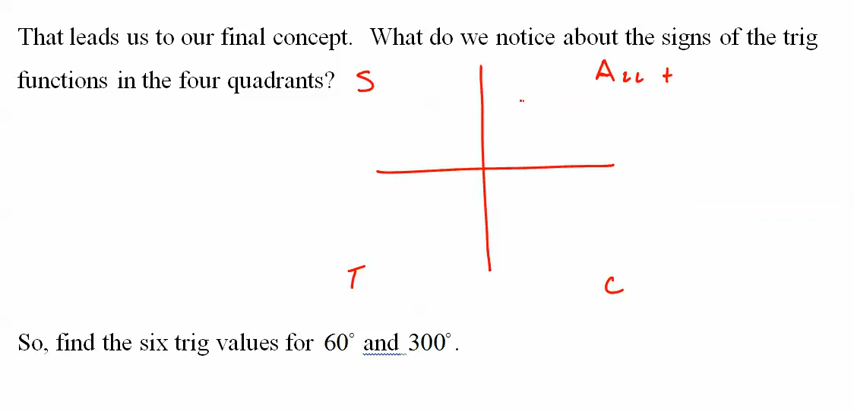 That leads us to our final concept. What do we notice about the signs of the trig
functions in the four quadrants? S
All +
T
C
So, find the six trig values for 60° and 300°.